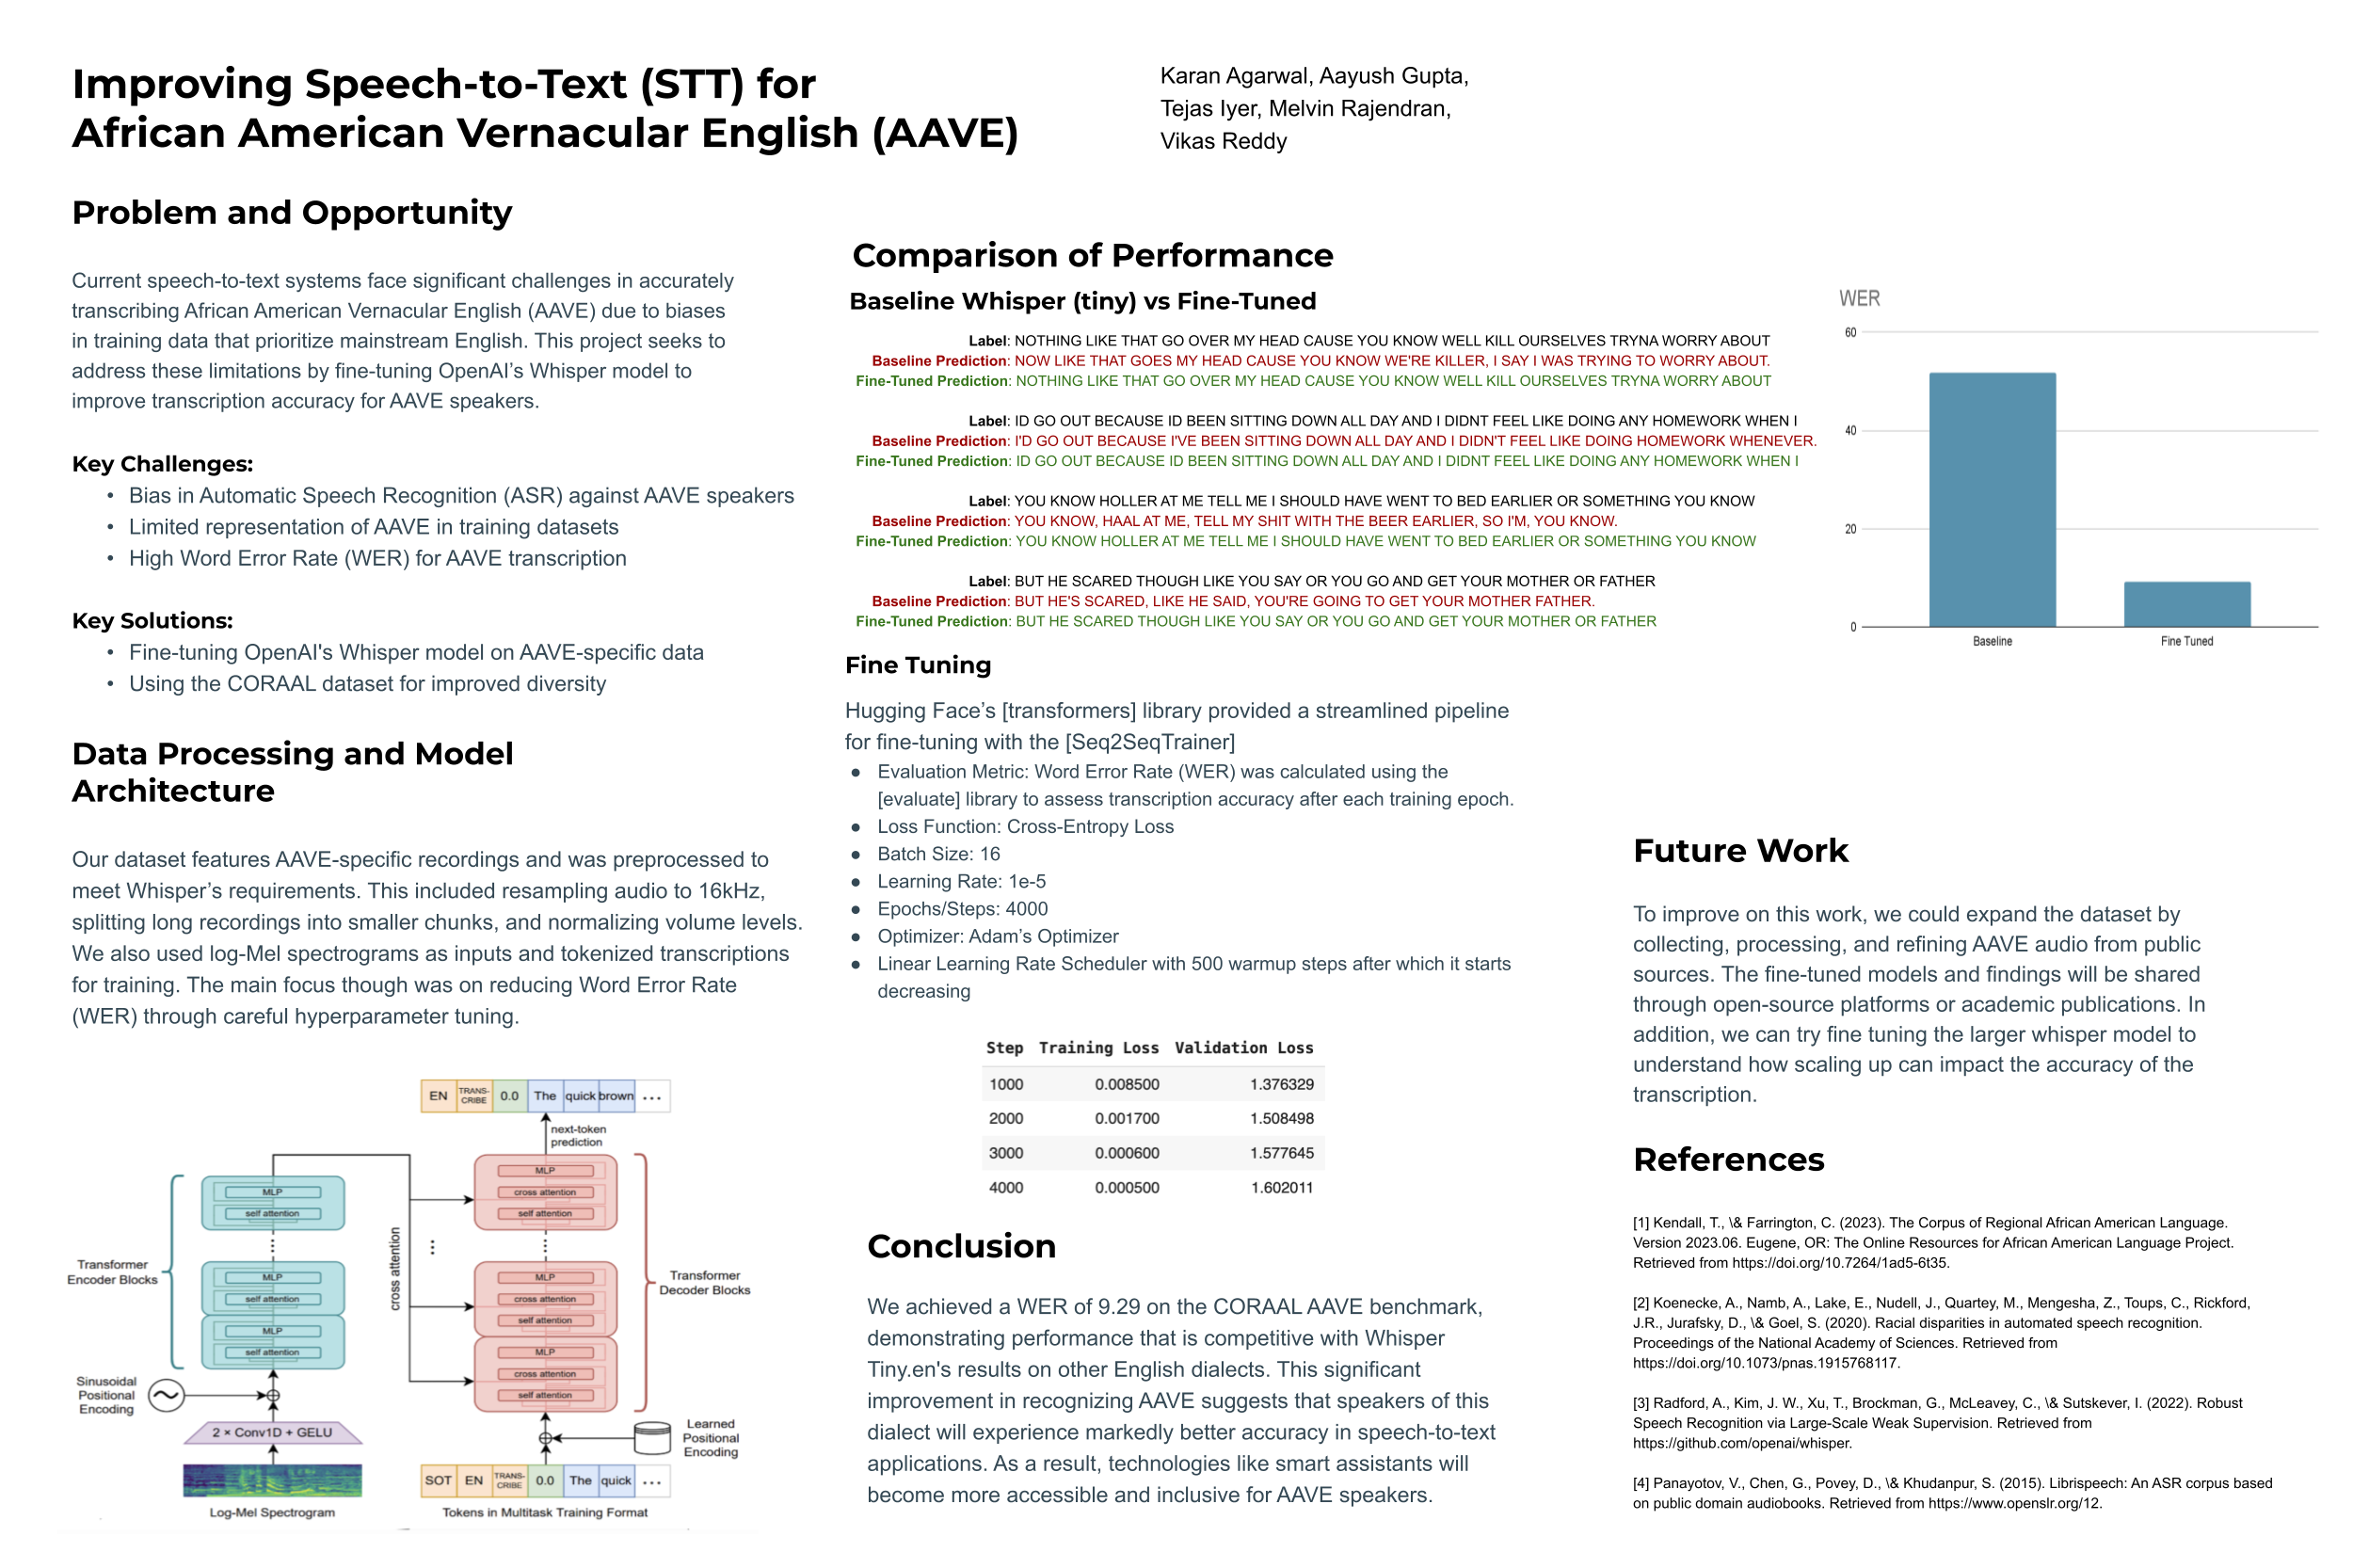 Improving Speech-to-Text (STT) for
African American Vernacular English (AAVE)
Karan Agarwal, Aayush Gupta,
Tejas Iyer, Melvin Rajendran,
Vikas Reddy
Problem and Opportunity
Current speech-to-text systems face significant challenges in accurately
transcribing African American Vernacular English (AAVE) due to biases
in training data that prioritize mainstream English. This project seeks to
address these limitations by fine-tuning OpenAI's Whisper model to
improve transcription accuracy for AAVE speakers.
Key Challenges:
• Bias in Automatic Speech Recognition (ASR) against AAVE speakers
• Limited representation of AAVE in training datasets
• High Word Error Rate (WER) for AAVE transcription
Key Solutions:
• Fine-tuning OpenAI's Whisper model on AAVE-specific data
• Using the CORAAL dataset for improved diversity
Data Processing and Model
Architecture
Our dataset features AAVE-specific recordings and was preprocessed to
meet Whisper's requirements. This included resampling audio to 16kHz,
splitting long recordings into smaller chunks, and normalizing volume levels.
We also used log-Mel spectrograms as inputs and tokenized transcriptions
for training. The main focus though was on reducing Word Error Rate
(WER) through careful hyperparameter tuning.
EN TRANS-CRIBE 0.0 The quick brown ...
next-token
prediction
MLP
self attention
MLP
cross attention
self attention
Transformer
Encoder Blocks
cross attention
Transformer
Decoder Blocks
MLP
self attention
MLP
self attention
MLP
cross attention
self attention
MLP
cross attention
self attention
Sinusoidal
Positional
Encoding
2 × Conv1D + GELU
Learned
Positional
Encoding
SOT EN TRANS-CRIBE 0.0 The quick ...
Log-Mel Spectrogram
Tokens in Multitask Training Format
Comparison of Performance
Baseline Whisper (tiny) vs Fine-Tuned
Label: NOTHING LIKE THAT GO OVER MY HEAD CAUSE YOU KNOW WELL KILL OURSELVES TRYNA WORRY ABOUT
Baseline Prediction: NOW LIKE THAT GOES MY HEAD CAUSE YOU KNOW WE'RE KILLER, I SAY I WAS TRYING TO WORRY ABOUT.
Fine-Tuned Prediction: NOTHING LIKE THAT GO OVER MY HEAD CAUSE YOU KNOW WELL KILL OURSELVES TRYNA WORRY ABOUT
Label: ID GO OUT BECAUSE ID BEEN SITTING DOWN ALL DAY AND I DIDNT FEEL LIKE DOING ANY HOMEWORK WHEN I
Baseline Prediction: I'D GO OUT BECAUSE I'VE BEEN SITTING DOWN ALL DAY AND I DIDN'T FEEL LIKE DOING HOMEWORK WHENEVER.
Fine-Tuned Prediction: ID GO OUT BECAUSE ID BEEN SITTING DOWN ALL DAY AND I DIDNT FEEL LIKE DOING ANY HOMEWORK WHEN I
Label: YOU KNOW HOLLER AT ME TELL ME I SHOULD HAVE WENT TO BED EARLIER OR SOMETHING YOU KNOW
Baseline Prediction: YOU KNOW, HAAL AT ME, TELL MY SHIT WITH THE BEER EARLIER, SO I'M, YOU KNOW.
Fine-Tuned Prediction: YOU KNOW HOLLER AT ME TELL ME I SHOULD HAVE WENT TO BED EARLIER OR SOMETHING YOU KNOW
Label: BUT HE SCARED THOUGH LIKE YOU SAY OR YOU GO AND GET YOUR MOTHER OR FATHER
Baseline Prediction: BUT HE'S SCARED, LIKE HE SAID, YOU'RE GOING TO GET YOUR MOTHER FATHER.
Fine-Tuned Prediction: BUT HE SCARED THOUGH LIKE YOU SAY OR YOU GO AND GET YOUR MOTHER OR FATHER
WER
60
40
20
0
Baseline Fine Tuned
Fine Tuning
Hugging Face's [transformers] library provided a streamlined pipeline
for fine-tuning with the [Seq2SeqTrainer]
● Evaluation Metric: Word Error Rate (WER) was calculated using the
[evaluate] library to assess transcription accuracy after each training epoch.
● Loss Function: Cross-Entropy Loss
● Batch Size: 16
● Learning Rate: 1e-5
● Epochs/Steps: 4000
● Optimizer: Adam's Optimizer
● Linear Learning Rate Scheduler with 500 warmup steps after which it starts
decreasing
Step Training Loss Validation Loss
1000 0.008500 1.376329
2000 0.001700 1.508498
3000 0.000600 1.577645
4000 0.000500 1.602011
Conclusion
We achieved a WER of 9.29 on the CORAAL AAVE benchmark,
demonstrating performance that is competitive with Whisper
Tiny.en's results on other English dialects. This significant
improvement in recognizing AAVE suggests that speakers of this
dialect will experience markedly better accuracy in speech-to-text
applications. As a result, technologies like smart assistants will
become more accessible and inclusive for AAVE speakers.
Future Work
To improve on this work, we could expand the dataset by
collecting, processing, and refining AAVE audio from public
sources. The fine-tuned models and findings will be shared
through open-source platforms or academic publications. In
addition, we can try fine tuning the larger whisper model to
understand how scaling up can impact the accuracy of the
transcription.
References
[1] Kendall, T., \& Farrington, C. (2023). The Corpus of Regional African American Language.
Version 2023.06. Eugene, OR: The Online Resources for African American Language Project.
Retrieved from https://doi.org/10.7264/1ad5-6t35.
[2] Koenecke, A., Namb, A., Lake, E., Nudell, J., Quartey, M., Mengesha, Z., Toups, C., Rickford,
J.R., Jurafsky, D., \& Goel, S. (2020). Racial disparities in automated speech recognition.
Proceedings of the National Academy of Sciences. Retrieved from
https://doi.org/10.1073/pnas.1915768117.
[3] Radford, A., Kim, J. W., Xu, T., Brockman, G., McLeavey, C., \& Sutskever, I. (2022). Robust
Speech Recognition via Large-Scale Weak Supervision. Retrieved from
https://github.com/openai/whisper.
[4] Panayotov, V., Chen, G., Povey, D., \& Khudanpur, S. (2015). Librispeech: An ASR corpus based
on public domain audiobooks. Retrieved from https://www.openslr.org/12.